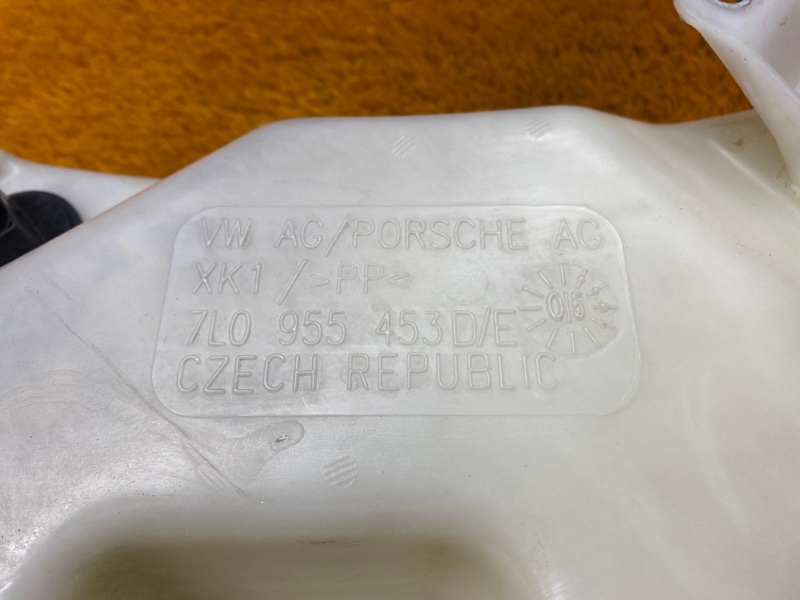 VW AG/PORSCHE AG
XK1 / >PP<
7L0 955 453D/E
CZECH REPUBLIC